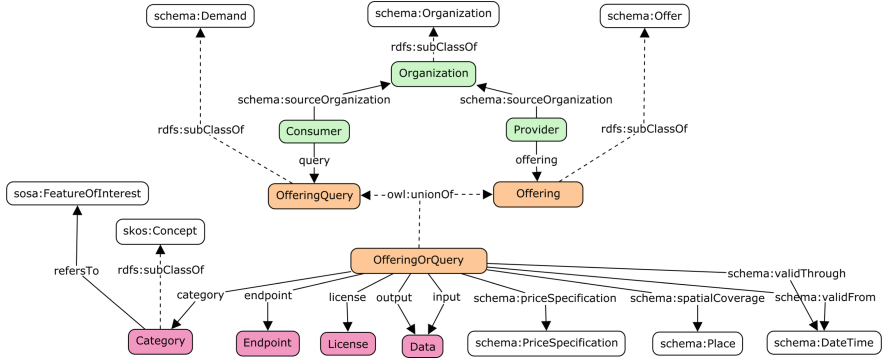 schema:Demand
schema:Organization
schema:Offer
rdfs:subClassOf
Organization
schema:sourceOrganization
schema:sourceOrganization
Consumer
Provider
rdfs:subClassOf
rdfs:subClassOf
query
offering
OfferingQuery
owl:unionOf
Offering
sosa:FeatureOfInterest
skos:Concept
OfferingOrQuery
refersTo
rdfs:subClassOf
schema:validThrough
category
endpoint
license
output
input
schema:priceSpecification
schema:spatialCoverage
schema:validFrom
Category
Endpoint
License
Data
schema:PriceSpecification
schema:Place
schema:DateTime